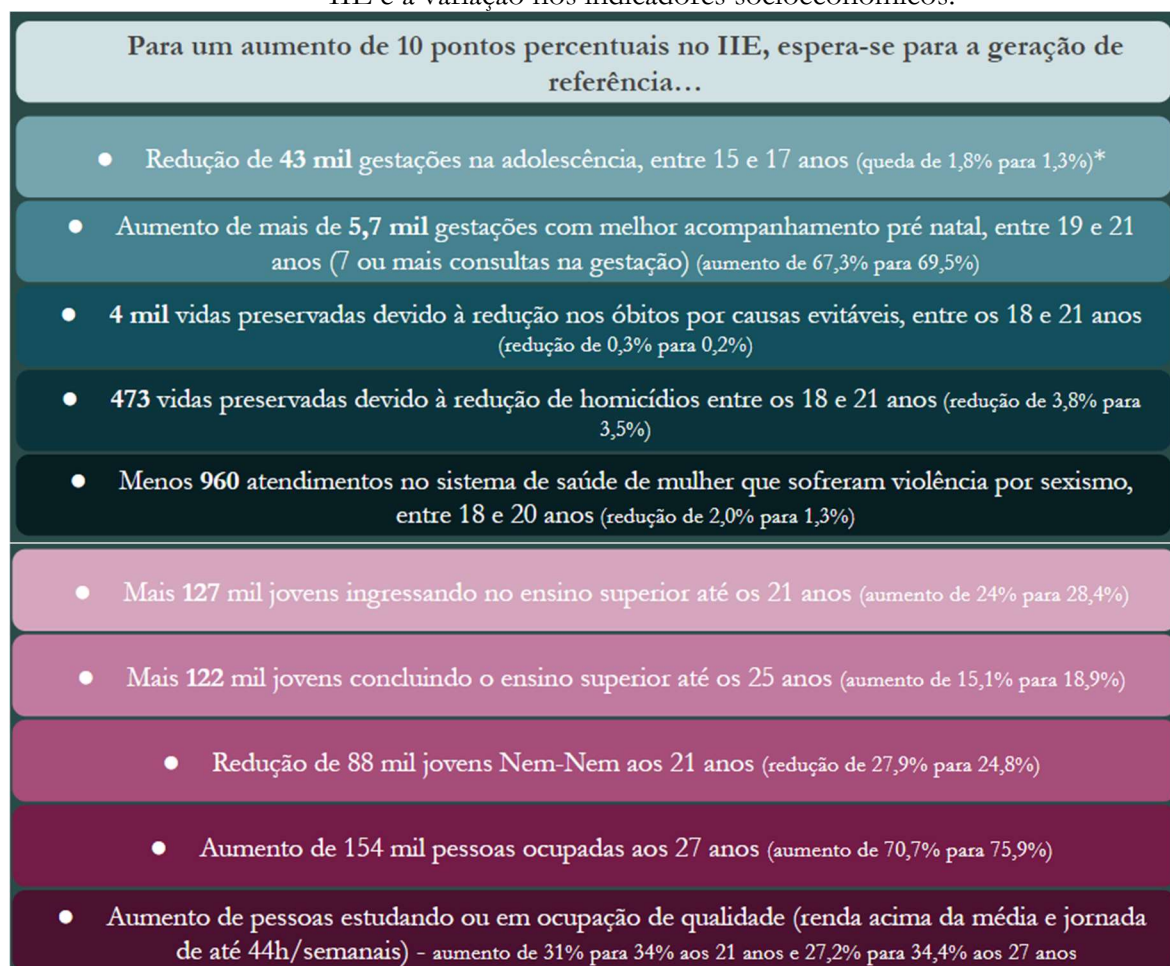 IIE e a variação nos indicadores socioeconômicos.
Para um aumento de 10 pontos percentuais no IIE, espera-se para a geração de
referência…
● Redução de 43 mil gestações na adolescência, entre 15 e 17 anos (queda de 1,8% para 1,3%)*
● Aumento de mais de 5,7 mil gestações com melhor acompanhamento pré natal, entre 19 e 21
anos (7 ou mais consultas na gestação) (aumento de 67,3% para 69,5%)
● 4 mil vidas preservadas devido à redução nos óbitos por causas evitáveis, entre os 18 e 21 anos
(redução de 0,3% para 0,2%)
● 473 vidas preservadas devido à redução de homicídios entre os 18 e 21 anos (redução de 3,8% para
3,5%)
● Menos 960 atendimentos no sistema de saúde de mulher que sofreram violência por sexismo,
entre 18 e 20 anos (redução de 2,0% para 1,3%)
● Mais 127 mil jovens ingressando no ensino superior até os 21 anos (aumento de 24% para 28,4%)
● Mais 122 mil jovens concluindo o ensino superior até os 25 anos (aumento de 15,1% para 18,9%)
● Redução de 88 mil jovens Nem-Nem aos 21 anos (redução de 27,9% para 24,8%)
● Aumento de 154 mil pessoas ocupadas aos 27 anos (aumento de 70,7% para 75,9%)
● Aumento de pessoas estudando ou em ocupação de qualidade (renda acima da média e jornada
de até 44h/semanais) - aumento de 31% para 34% aos 21 anos e 27,2% para 34,4% aos 27 anos